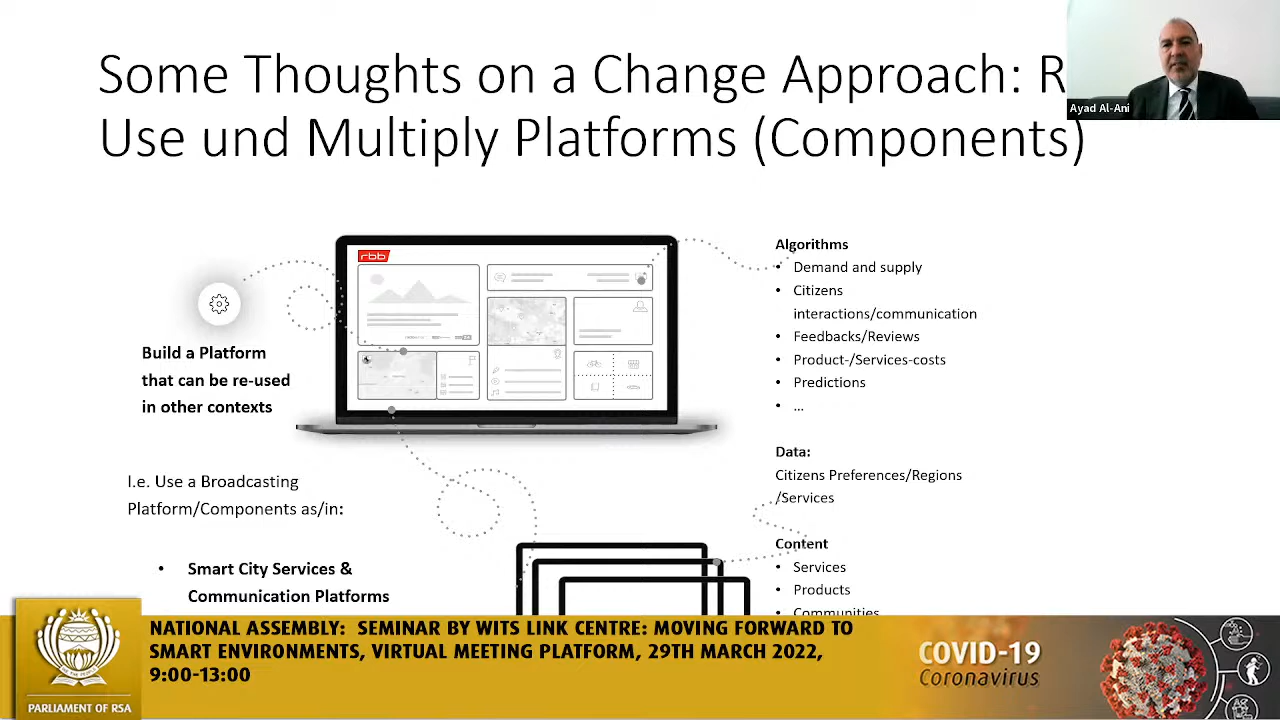 Some Thoughts on a Change Approach: R
Use und Multiply Platforms (Components)
Ayad Al-Ani
rbb
Build a Platform
that can be re-used
in other contexts
I.e. Use a Broadcasting
Platform/Components as/in:
• Smart City Services &
Communication Platforms
Algorithms
• Demand and supply
• Citizens
interactions/communication
• Feedbacks/Reviews
• Product-/Services-costs
• Predictions
• ...
Data:
Citizens Preferences/Regions
/Services
Content
• Services
• Products
• Communities
NATIONAL ASSEMBLY: SEMINAR BY WITS LINK CENTRE: MOVING FORWARD TO
SMART ENVIRONMENTS, VIRTUAL MEETING PLATFORM, 29TH MARCH 2022,
9:00-13:00
PARLIAMENT OF RSA
COVID-19
Coronavirus